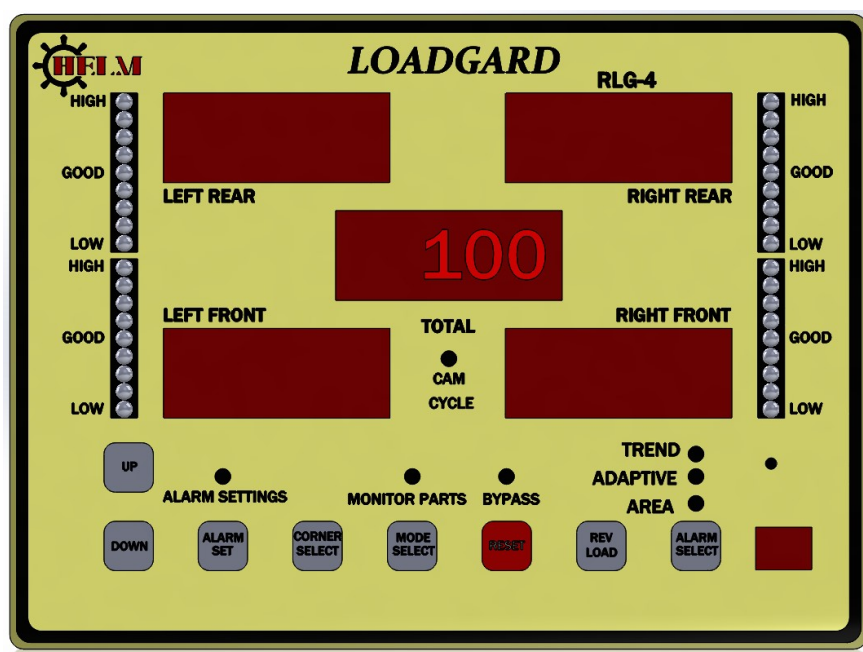 HELM
LOADGARD
RLG-4
HIGH
HIGH
GOOD
GOOD
LEFT REAR
RIGHT REAR
LOW
LOW
100
HIGH
HIGH
LEFT FRONT
TOTAL
RIGHT FRONT
GOOD
GOOD
CAM
CYCLE
LOW
LOW
UP
ALARM SETTINGS
MONITOR PARTS
BYPASS
TREND
ADAPTIVE
AREA
DOWN
ALARM
SET
CORNER
SELECT
MODE
SELECT
RESET
REV
LOAD
ALARM
SELECT